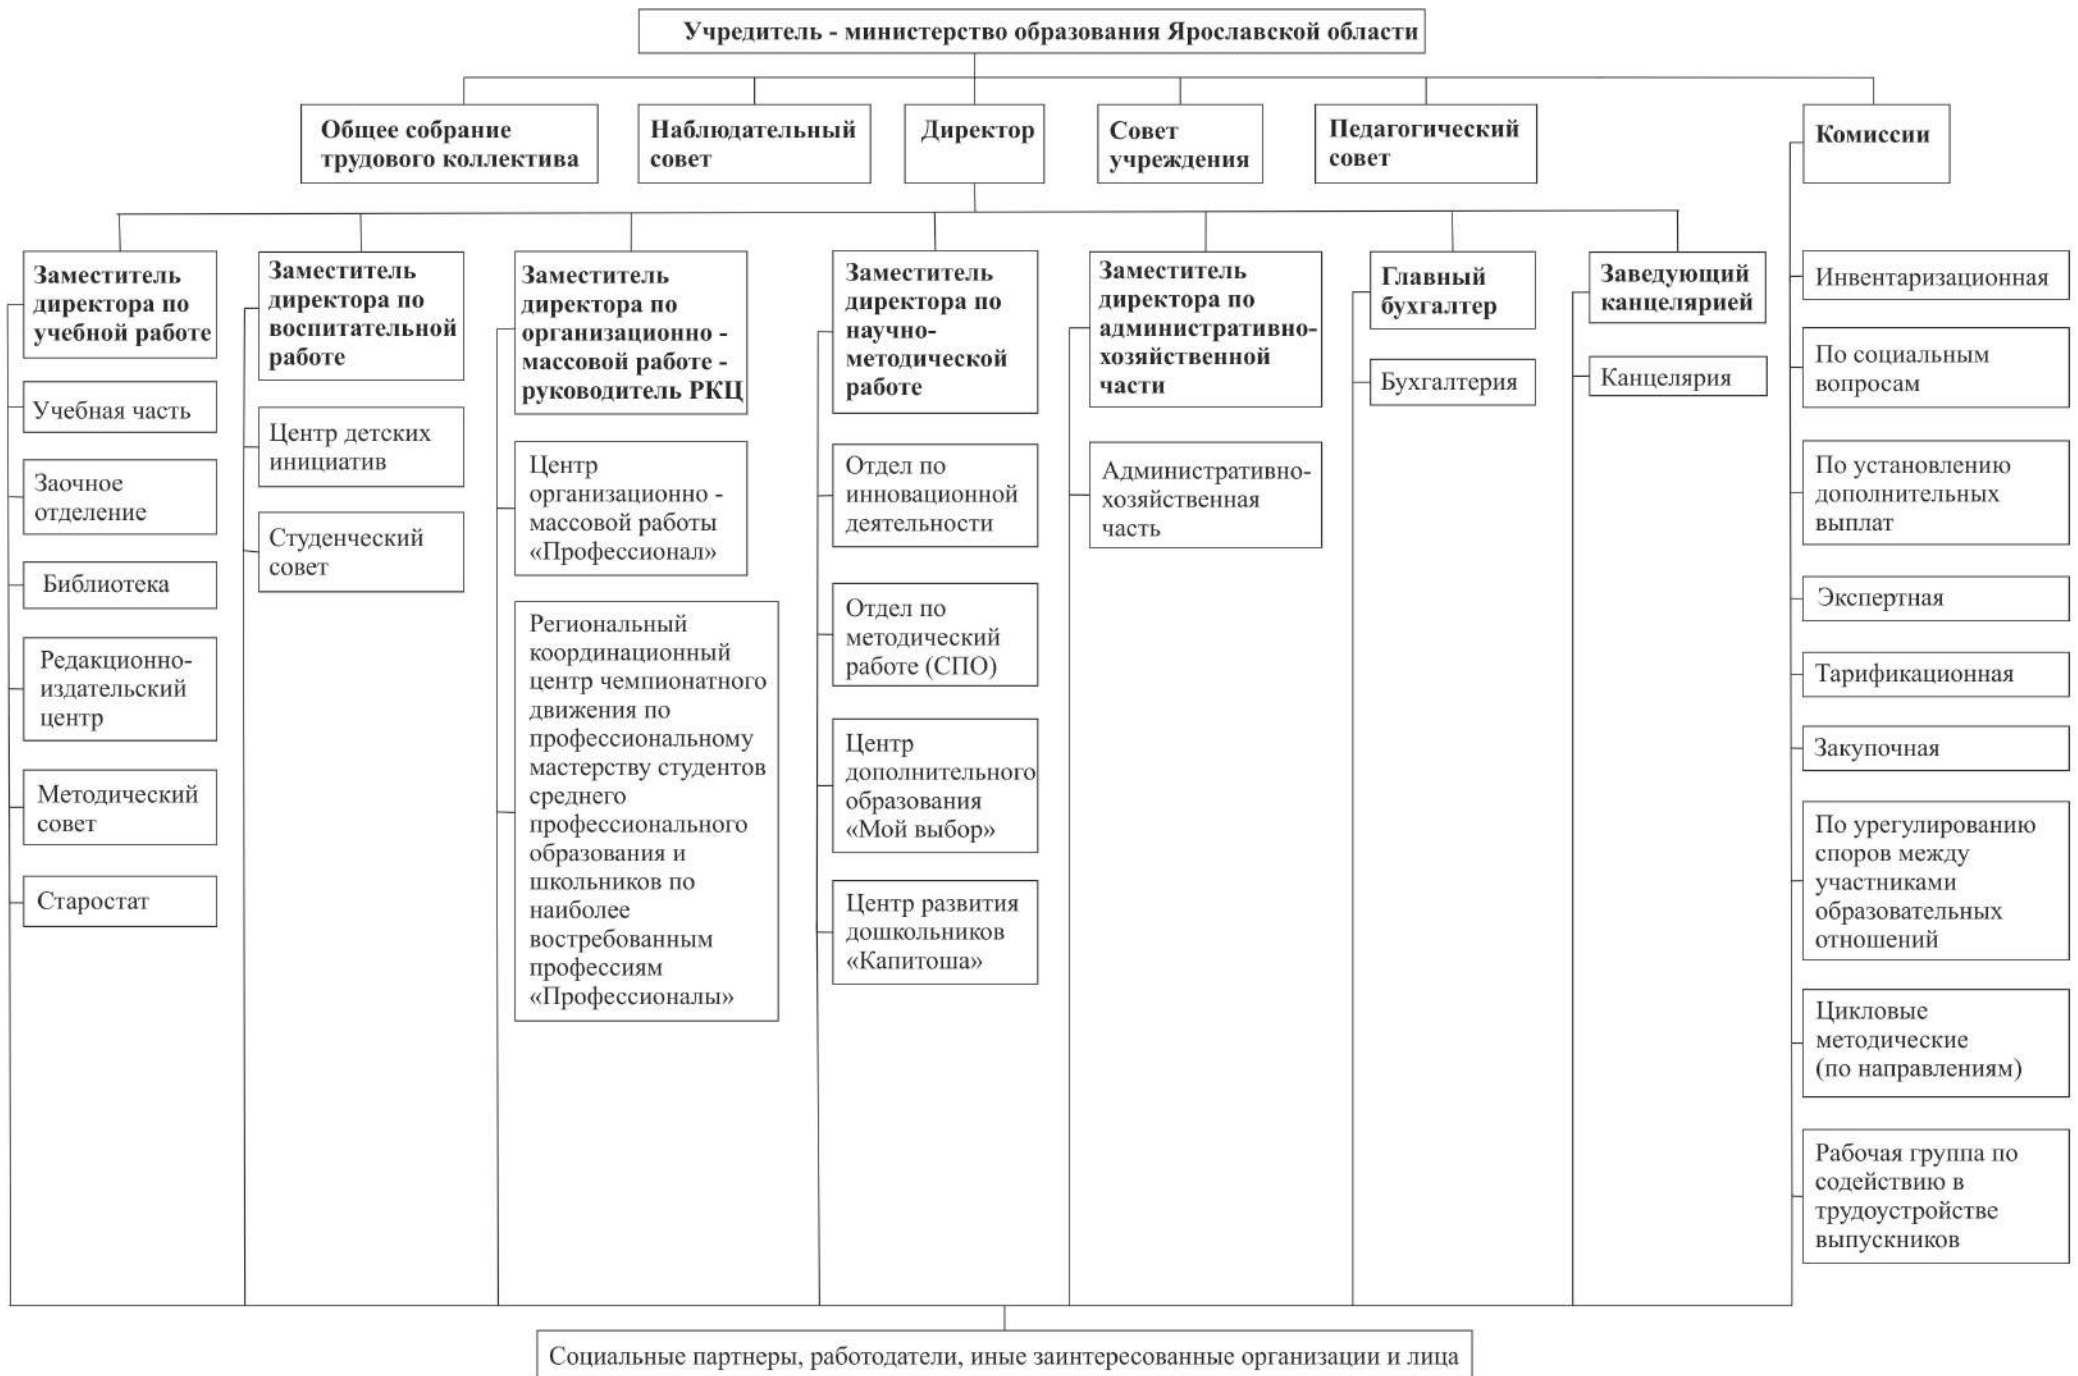 Учредитель - министерство образования Ярославской области
Общее собрание
трудового коллектива
Наблюдательный
совет
Директор
Совет
учреждения
Педагогический
совет
Комиссии
Заместитель
директора по
учебной работе
Учебная часть
Заочное
отделение
Библиотека
Редакционно-
издательский
центр
Методический
совет
Старостат
Заместитель
директора по
воспитательной
работе
Центр детских
инициатив
Студенческий
совет
Заместитель
директора по
организационно -
массовой работе -
руководитель РКЦ
Центр
организационно -
массовой работы
«Профессионал»
Региональный
координационный
центр чемпионатного
движения по
профессиональному
мастерству студентов
среднего
профессионального
образования и
школьников по
наиболее
востребованным
профессиям
«Профессионалы»
Заместитель
директора по
научно-
методической
работе
Отдел по
инновационной
деятельности
Отдел по
методический
работе (СПО)
Центр
дополнительного
образования
«Мой выбор»
Центр развития
дошкольников
«Капитоша»
Заместитель
директора по
административно-
хозяйственной
части
Административно-
хозяйственная
часть
Главный
бухгалтер
Бухгалтерия
Заведующий
канцелярией
Канцелярия
Инвентаризационная
По социальным
вопросам
По установлению
дополнительных
выплат
Экспертная
Тарификационная
Закупочная
По урегулированию
споров между
участниками
образовательных
отношений
Цикловые
методические
(по направлениям)
Рабочая группа по
содействию в
трудоустройстве
выпускников
Социальные партнеры, работодатели, иные заинтересованные организации и лица